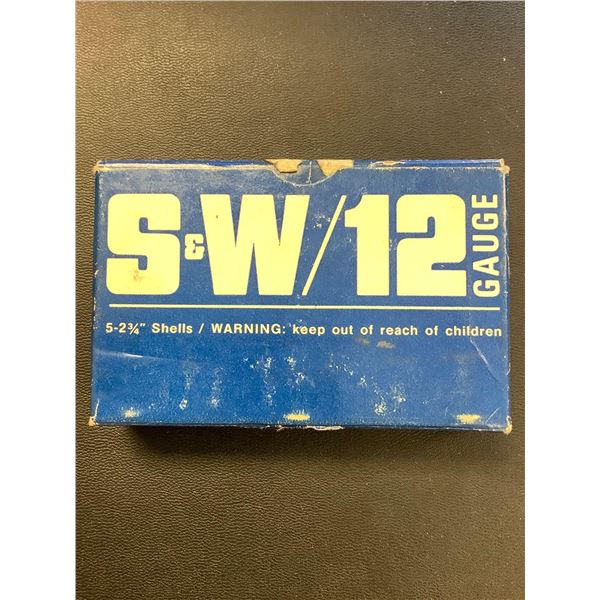 S&W/12 GAUGE
5-2¾" Shells / WARNING: keep out of reach of children